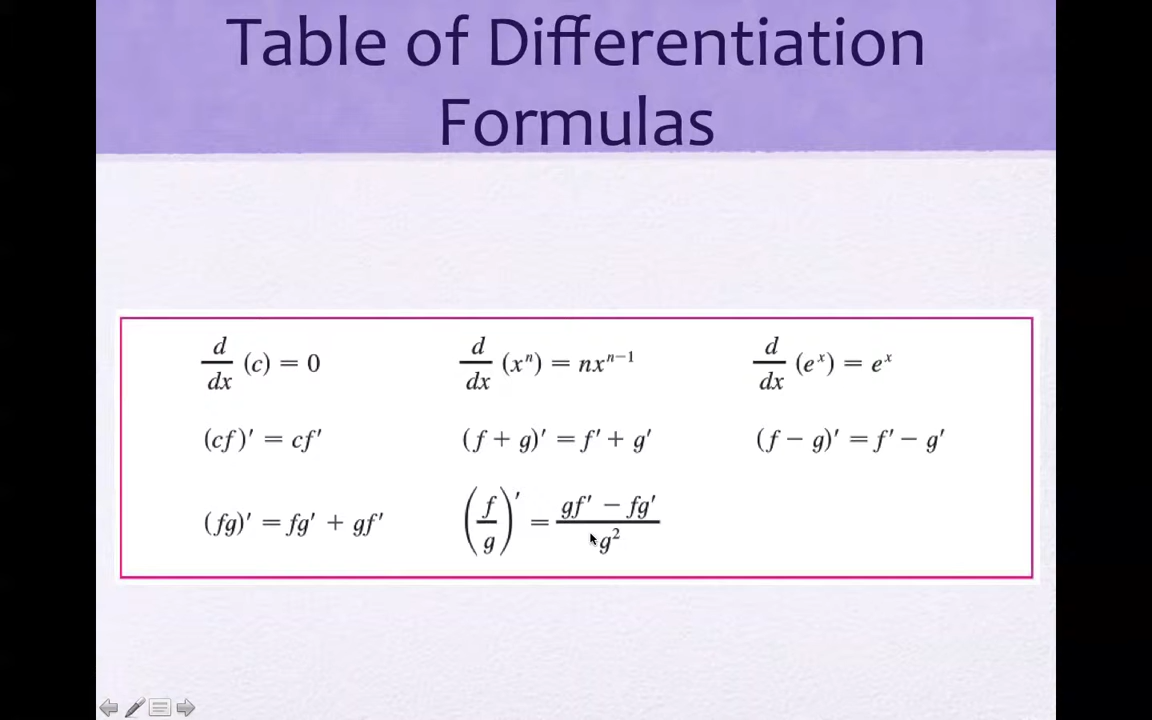 Table of Differentiation
Formulas
d/dx (c) = 0    d/dx (xⁿ) = nxⁿ⁻¹    d/dx (eˣ) = eˣ
(cf)′ = cf′    (f + g)′ = f′ + g′    (f − g)′ = f′ − g′
(fg)′ = fg′ + gf′    (f/g)′ = (gf′ − fg′)/g²